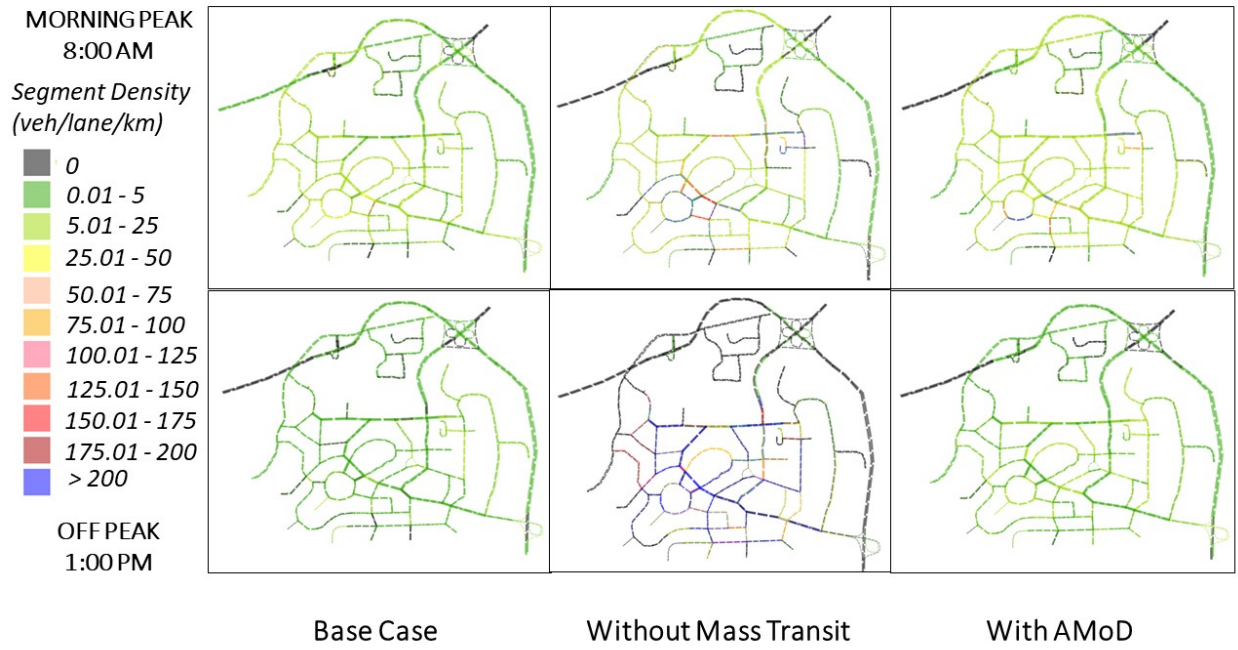 MORNING PEAK
8:00 AM
Segment Density
(veh/lane/km)
0
0.01 - 5
5.01 - 25
25.01 - 50
50.01 - 75
75.01 - 100
100.01 - 125
125.01 - 150
150.01 - 175
175.01 - 200
> 200
OFF PEAK
1:00 PM
Base Case
Without Mass Transit
With AMoD